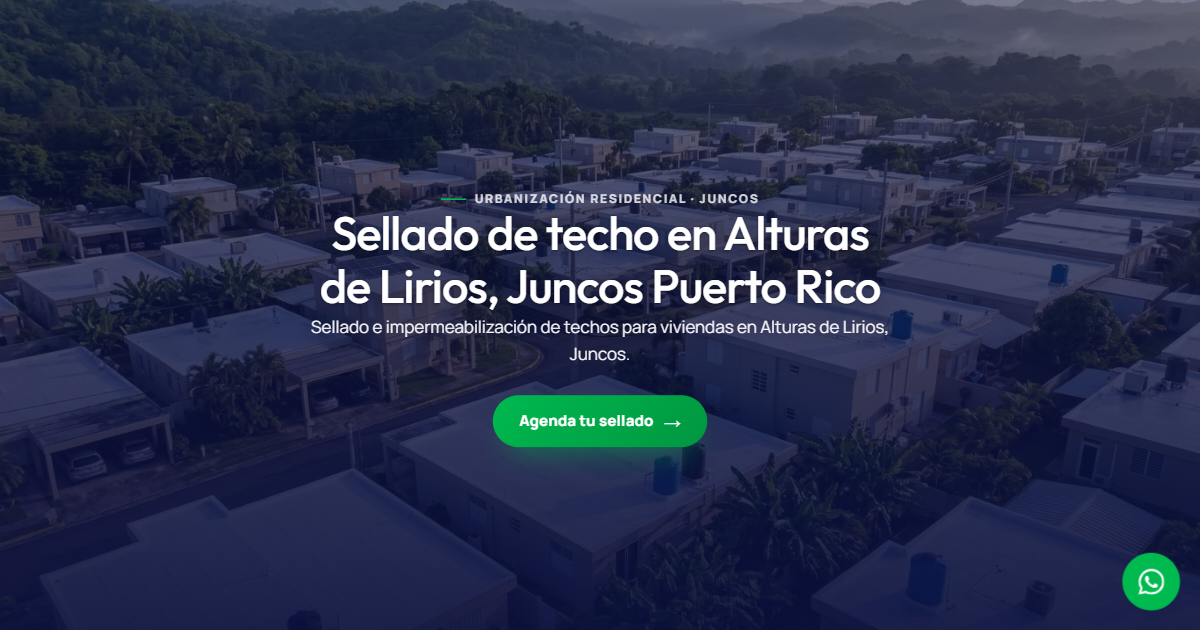 URBANIZACIÓN RESIDENCIAL · JUNCOS
Sellado de techo en Alturas
de Lirios, Juncos Puerto Rico
Sellado e impermeabilización de techos para viviendas en Alturas de Lirios,
Juncos.
Agenda tu sellado →